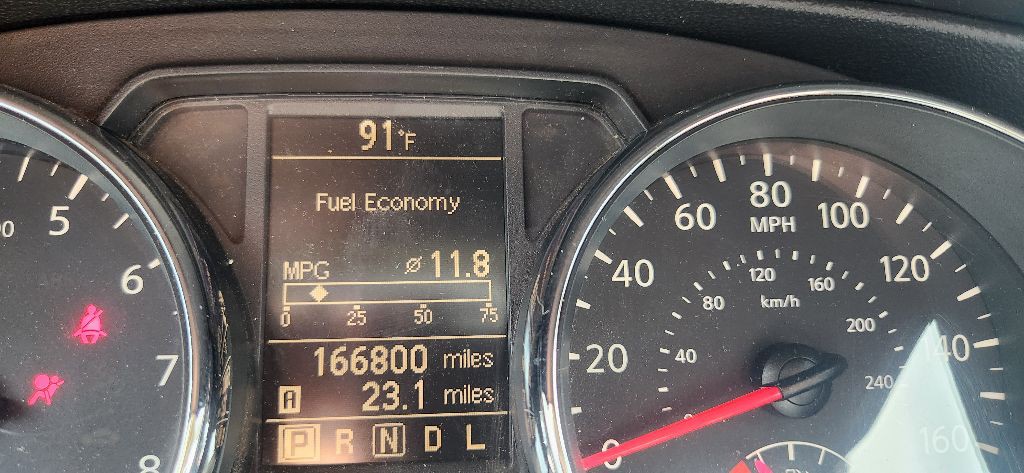 91°F
Fuel Economy
MPG ⌀ 11.8
0 25 50 75
166800 miles
A 23.1 miles
P R N D L
5
6
7
8
0 20 40 60 80 100 120 140 160
MPH
40 80 120 160 200 240
km/h